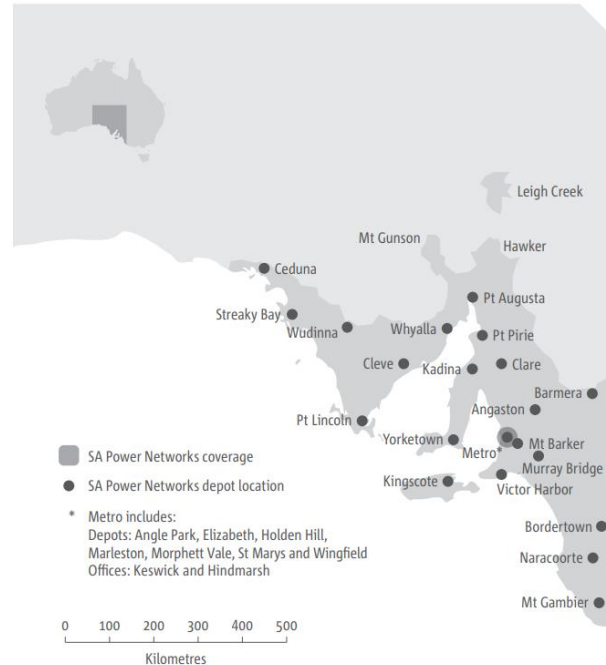 Leigh Creek
Mt Gunson
Hawker
Ceduna
Pt Augusta
Streaky Bay
Wudinna
Whyalla
Pt Pirie
Cleve
Kadina
Clare
Barmera
Angaston
Pt Lincoln
Yorketown
Metro*
Mt Barker
Murray Bridge
Kingscote
Victor Harbor
Bordertown
Naracoorte
Mt Gambier
SA Power Networks coverage
SA Power Networks depot location
* Metro includes:
Depots: Angle Park, Elizabeth, Holden Hill,
Marleston, Morphett Vale, St Marys and Wingfield
Offices: Keswick and Hindmarsh
0 100 200 300 400 500
Kilometres